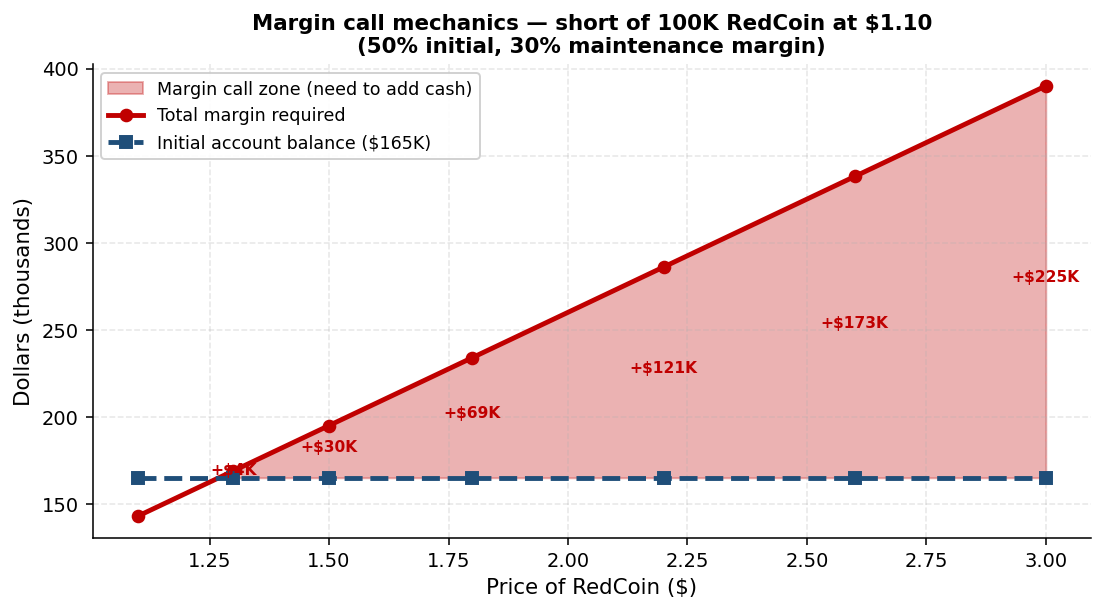 Margin call mechanics — short of 100K RedCoin at $1.10
(50% initial, 30% maintenance margin)
Margin call zone (need to add cash)
Total margin required
Initial account balance ($165K)
Dollars (thousands)
400
350
300
250
200
150
+$4K
+$30K
+$69K
+$121K
+$173K
+$225K
1.25
1.50
1.75
2.00
2.25
2.50
2.75
3.00
Price of RedCoin ($)